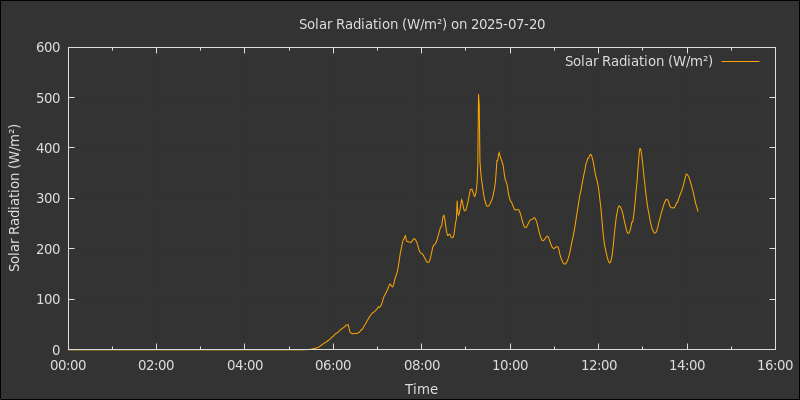 Solar Radiation (W/m²) on 2025-07-20
Solar Radiation (W/m²)
600
500
400
300
200
100
0
Solar Radiation (W/m²)
00:00 02:00 04:00 06:00 08:00 10:00 12:00 14:00 16:00
Time